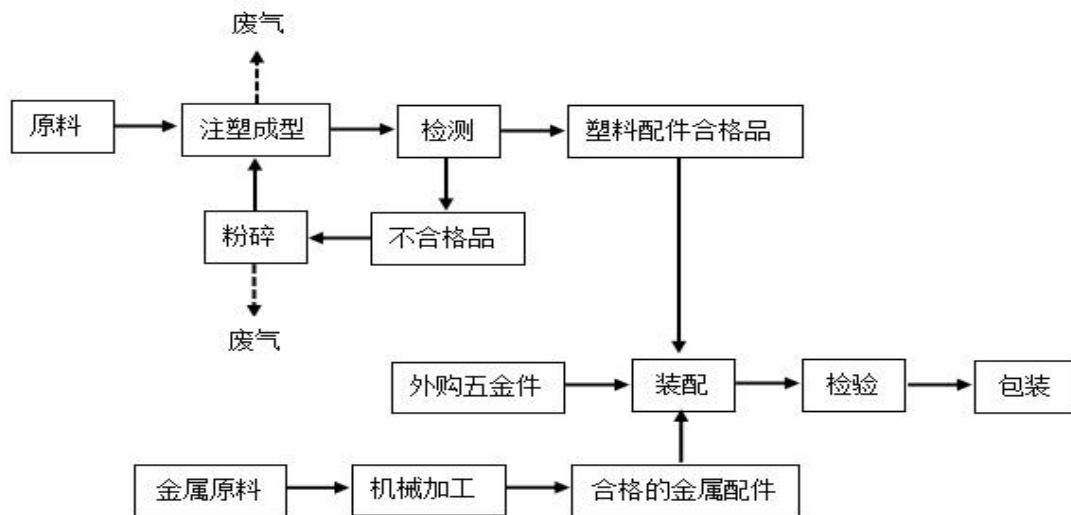 废气
原料
注塑成型
检测
塑料配件合格品
粉碎
不合格品
废气
外购五金件
装配
检验
包装
金属原料
机械加工
合格的金属配件